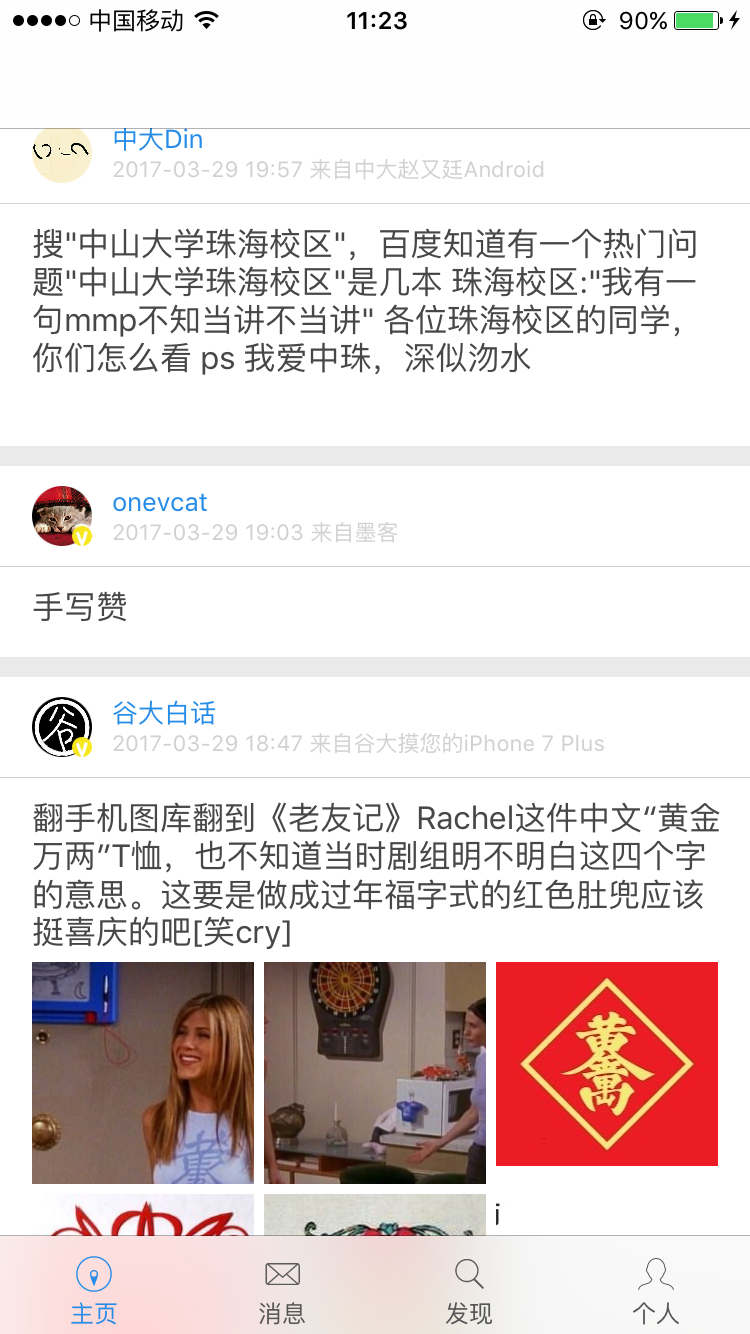 中国移动
11:23
90%
中大Din
2017-03-29 19:57 来自中大赵又廷Android
搜"中山大学珠海校区"，百度知道有一个热门问
题"中山大学珠海校区"是几本 珠海校区:"我有一
句mmp不知当讲不当讲" 各位珠海校区的同学，
你们怎么看 ps 我爱中珠，深似沕水
onevcat
2017-03-29 19:03 来自墨客
手写赞
谷
谷大白话
2017-03-29 18:47 来自谷大摸您的iPhone 7 Plus
翻手机图库翻到《老友记》Rachel这件中文“黄金
万两”T恤，也不知道当时剧组明不明白这四个字
的意思。这要是做成过年福字式的红色肚兜应该
挺喜庆的吧[笑cry]
j
主页
消息
发现
个人